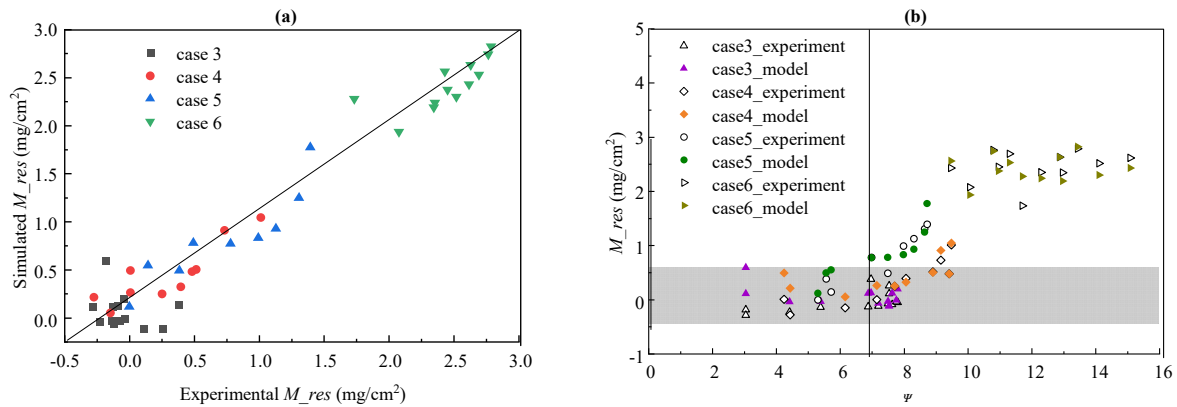 (a)
3.0
2.5
2.0
1.5
1.0
0.5
0.0
-0.5
0.0
0.5
1.0
1.5
2.0
2.5
3.0
Simulated M_res (mg/cm²)
Experimental M_res (mg/cm²)
case 3
case 4
case 5
case 6
(b)
5
4
3
2
1
0
-1
0
2
4
6
8
10
12
14
16
M_res (mg/cm²)
Ψ
case3_experiment
case3_model
case4_experiment
case4_model
case5_experiment
case5_model
case6_experiment
case6_model